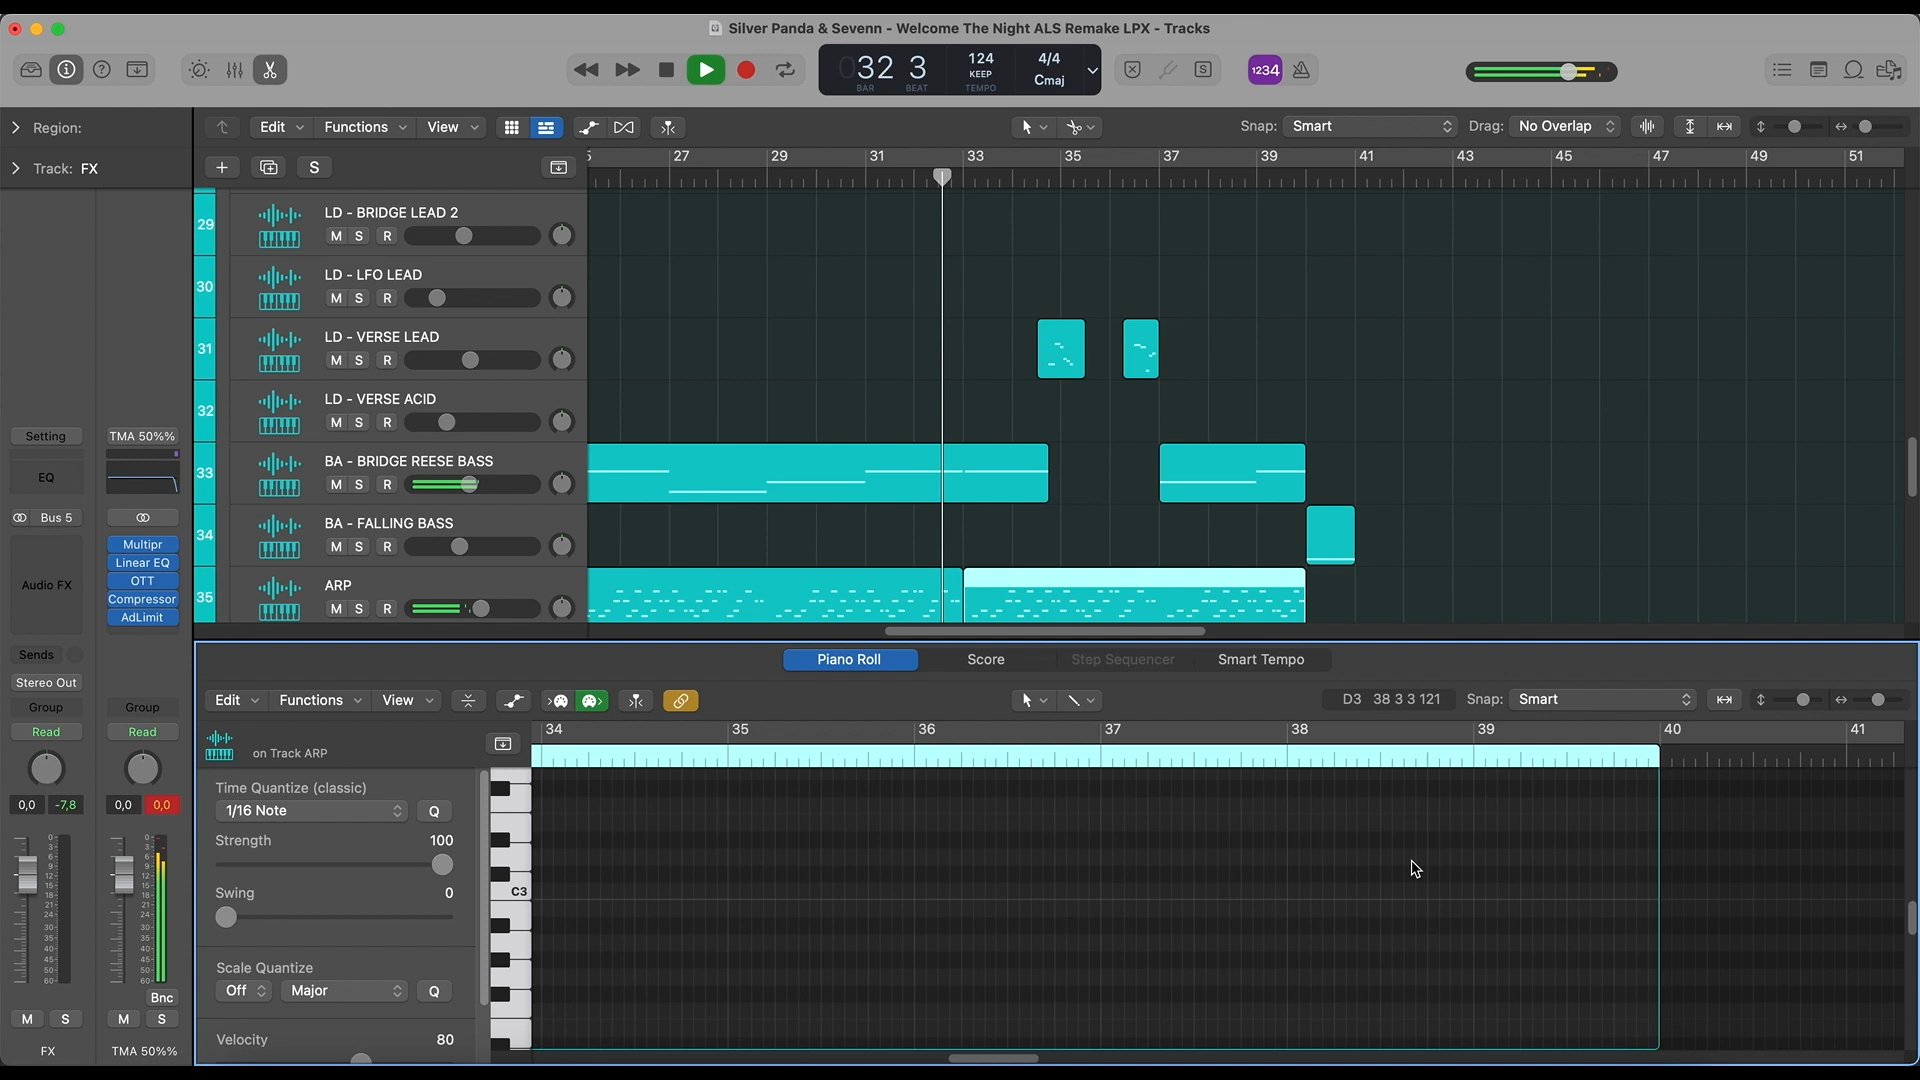 Silver Panda & Sevenn - Welcome The Night ALS Remake LPX - Tracks
032 3 124 4/4
KEEP Cmaj
BAR BEAT TEMPO
1234
Region:
Edit Functions View
Snap: Smart Drag: No Overlap
Track: FX
S
27 29 31 33 35 37 39 41 43 45 47 49 51
29 LD - BRIDGE LEAD 2
M S R
30 LD - LFO LEAD
M S R
31 LD - VERSE LEAD
M S R
32 LD - VERSE ACID
M S R
33 BA - BRIDGE REESE BASS
M S R
34 BA - FALLING BASS
M S R
35 ARP
M S R
Setting TMA 50%%
EQ
Bus 5
Audio FX
Multipr
Linear EQ
OTT
Compressor
AdLimit
Sends
Stereo Out
Group Group
Read Read
0,0 -7,8 0,0 0,0
Bnc
M S M S
FX TMA 50%%
Piano Roll Score Step Sequencer Smart Tempo
Edit Functions View
D3 38 3 3 121 Snap: Smart
34 35 36 37 38 39 40 41
on Track ARP
Time Quantize (classic)
1/16 Note Q
Strength 100
Swing 0
C3
Scale Quantize
Off Major Q
Velocity 80